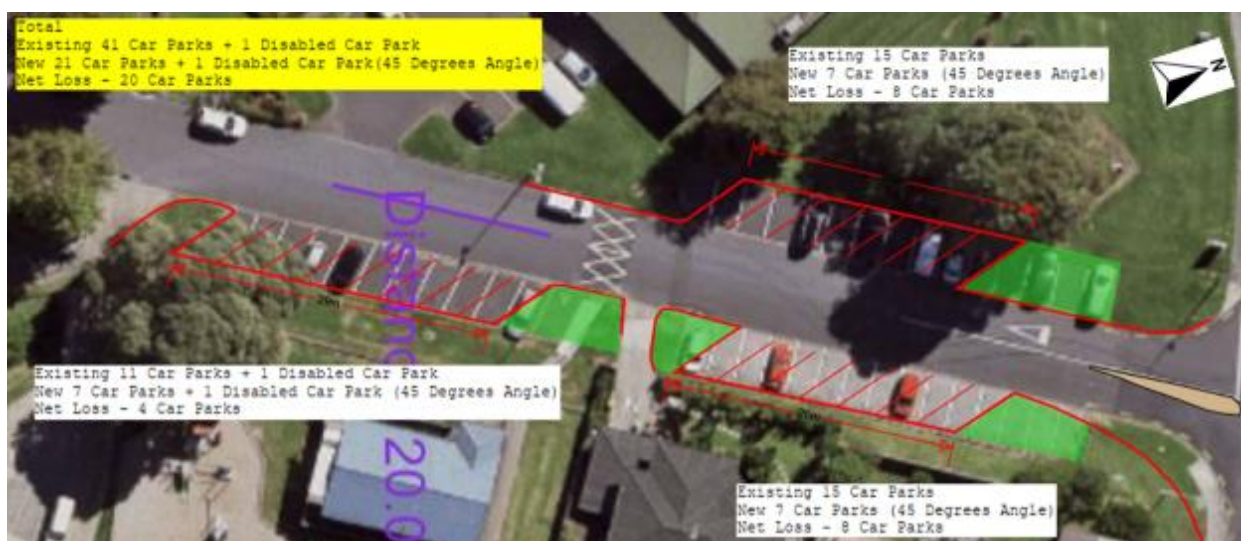 Total
Existing 41 Car Parks + 1 Disabled Car Park
New 21 Car Parks + 1 Disabled Car Park(45 Degrees Angle)
Net Loss - 20 Car Parks
Existing 15 Car Parks
New 7 Car Parks (45 Degrees Angle)
Net Loss - 8 Car Parks
N
Distanc
20.0
Existing 11 Car Parks + 1 Disabled Car Park
New 7 Car Parks + 1 Disabled Car Park (45 Degrees Angle)
Net Loss - 4 Car Parks
Existing 15 Car Parks
New 7 Car Parks (45 Degrees Angle)
Net Loss - 8 Car Parks